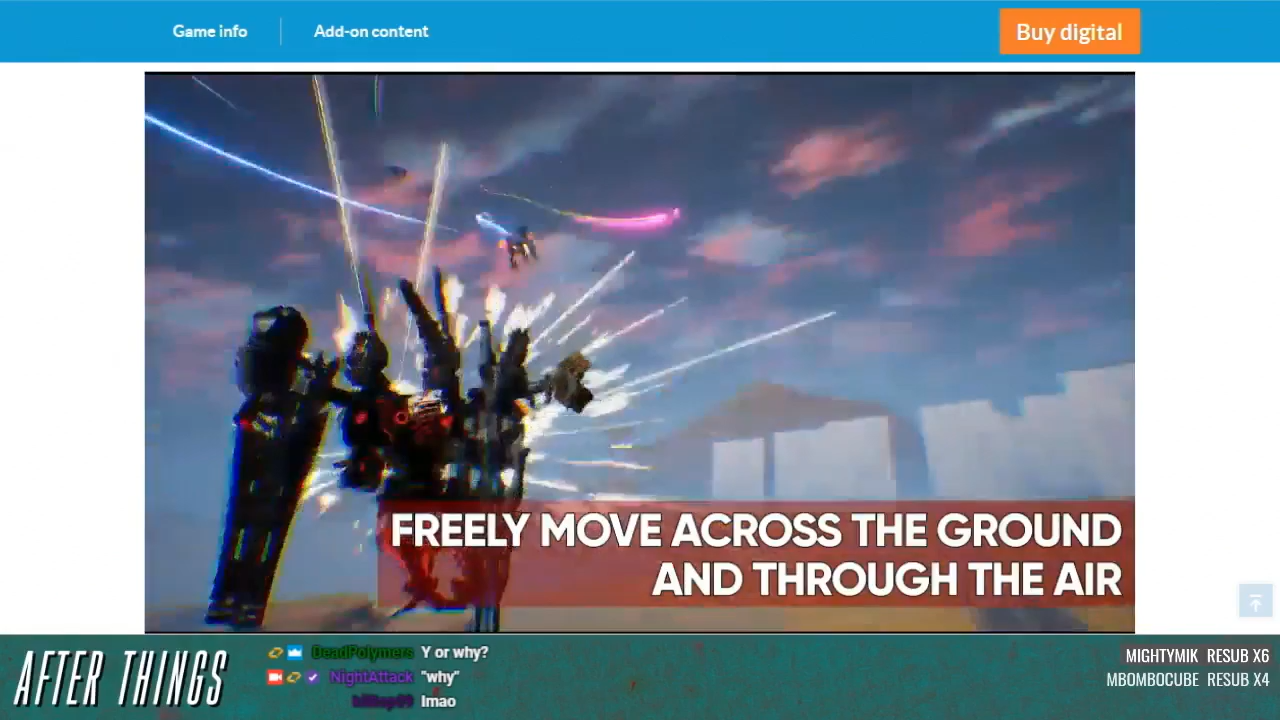 Game info
Add-on content
Buy digital
FREELY MOVE ACROSS THE GROUND
AND THROUGH THE AIR
AFTER THINGS
DeadPolymers Y or why?
NightAttack "why"
lmao
MIGHTYMIK RESUB X6
MBOMBOCUBE RESUB X4